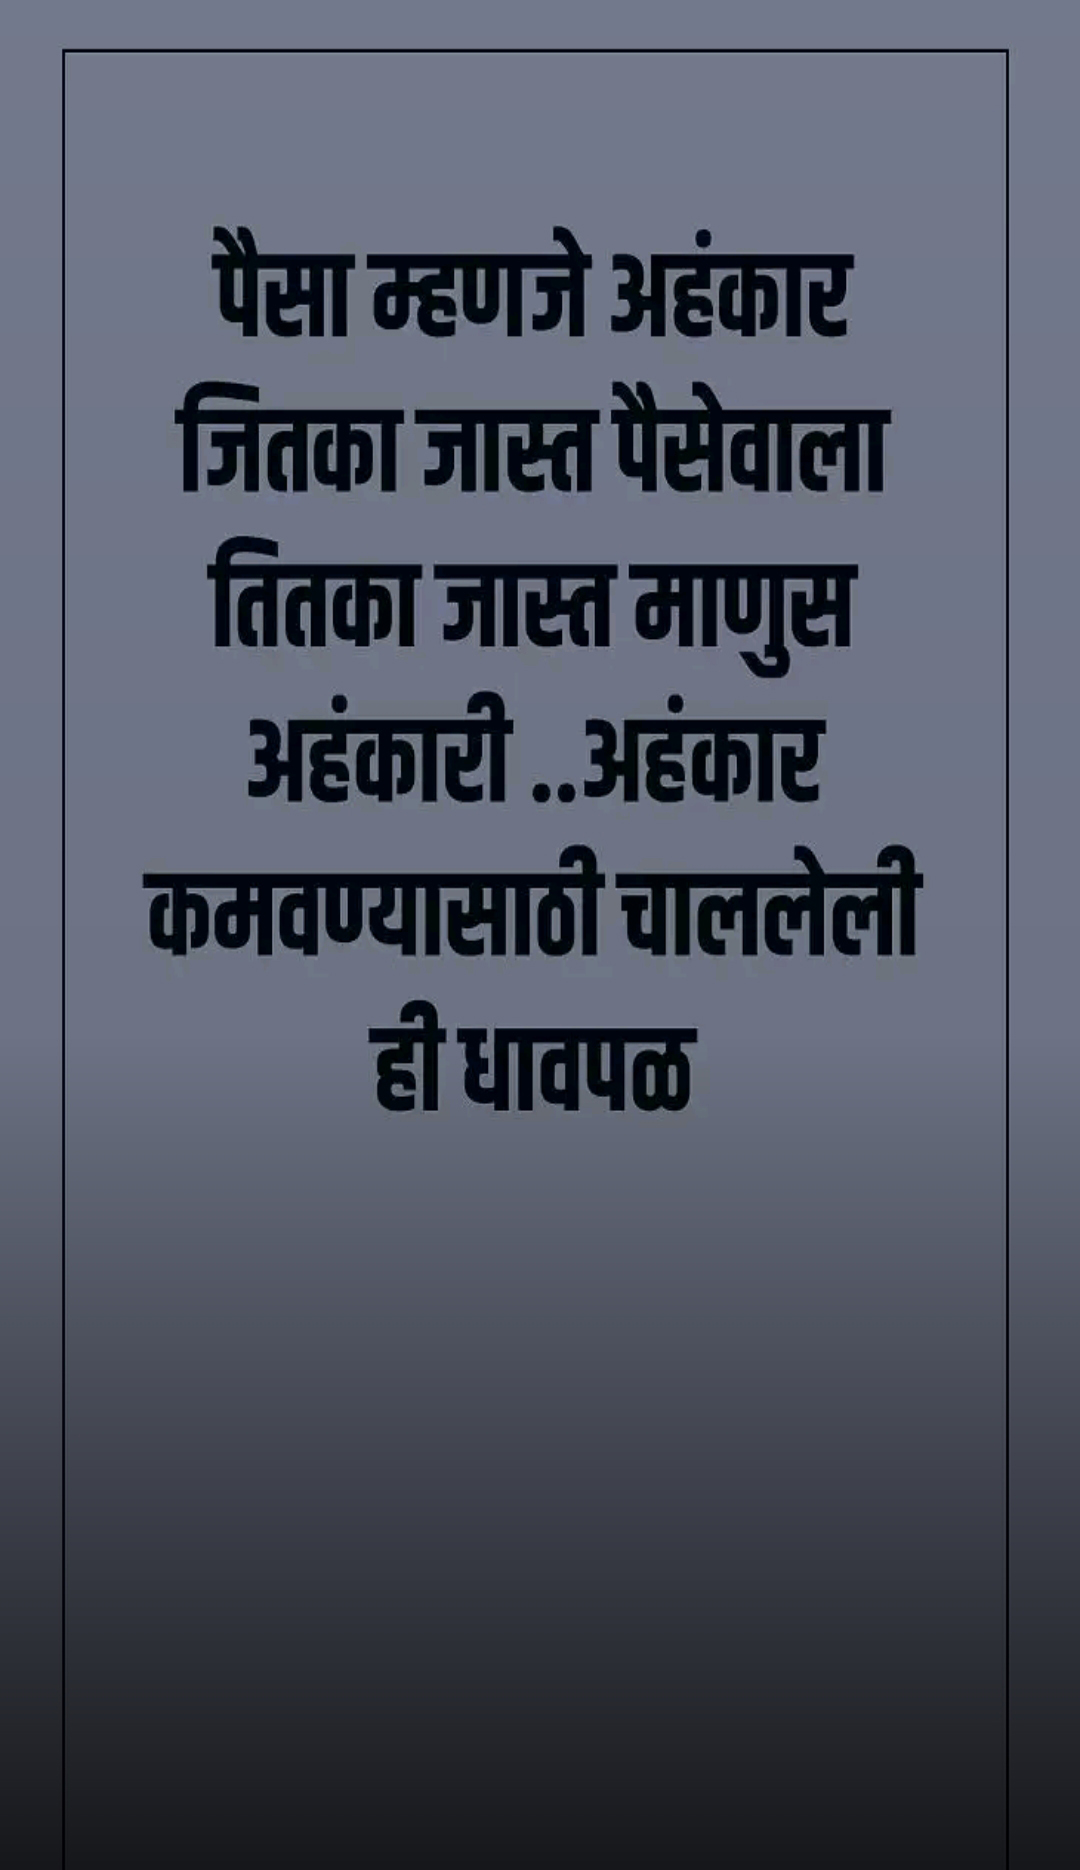 पैसा म्हणजे अहंकार
जितका जास्त पैसेवाला
तितका जास्त माणुस
अहंकारी ..अहंकार
कमवण्यासाठी चाललेली
ही धावपळ